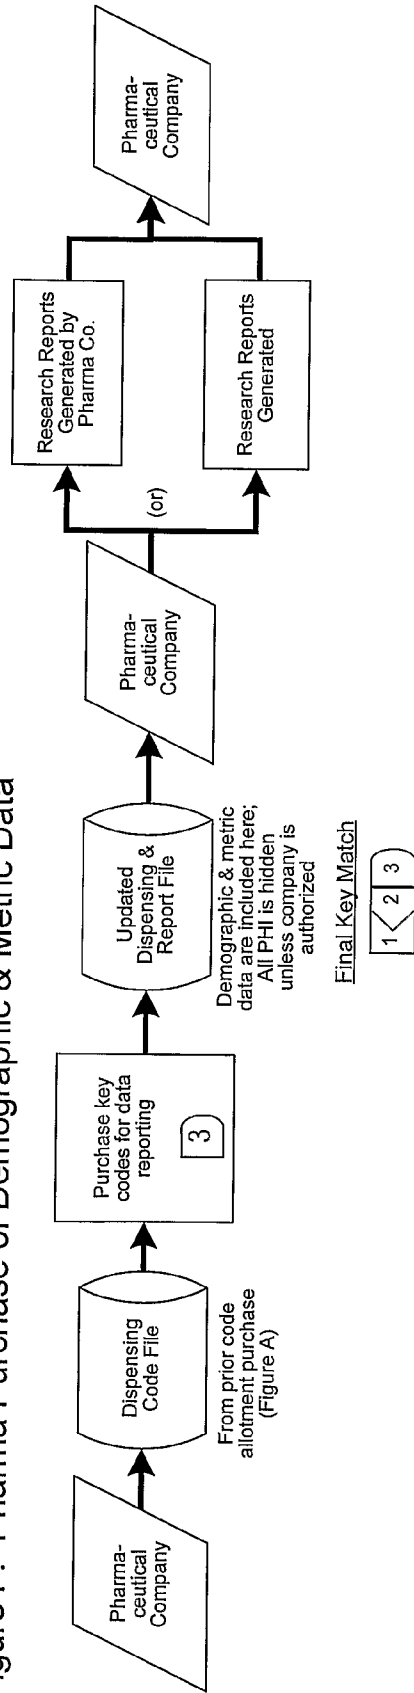 Pharma Purchase of Demographic & Metric Data
Pharma-
ceutical
Company
Dispensing
Code File
From prior code
allotment purchase
(Figure A)
Purchase key
codes for data
reporting
3
Updated
Dispensing &
Report File
Demographic & metric
data are included here;
All PHI is hidden
unless company is
authorized
Final Key Match
1 2 3
Pharma-
ceutical
Company
(or)
Research Reports
Generated by
Pharma Co.
Research Reports
Generated
Pharma-
ceutical
Company